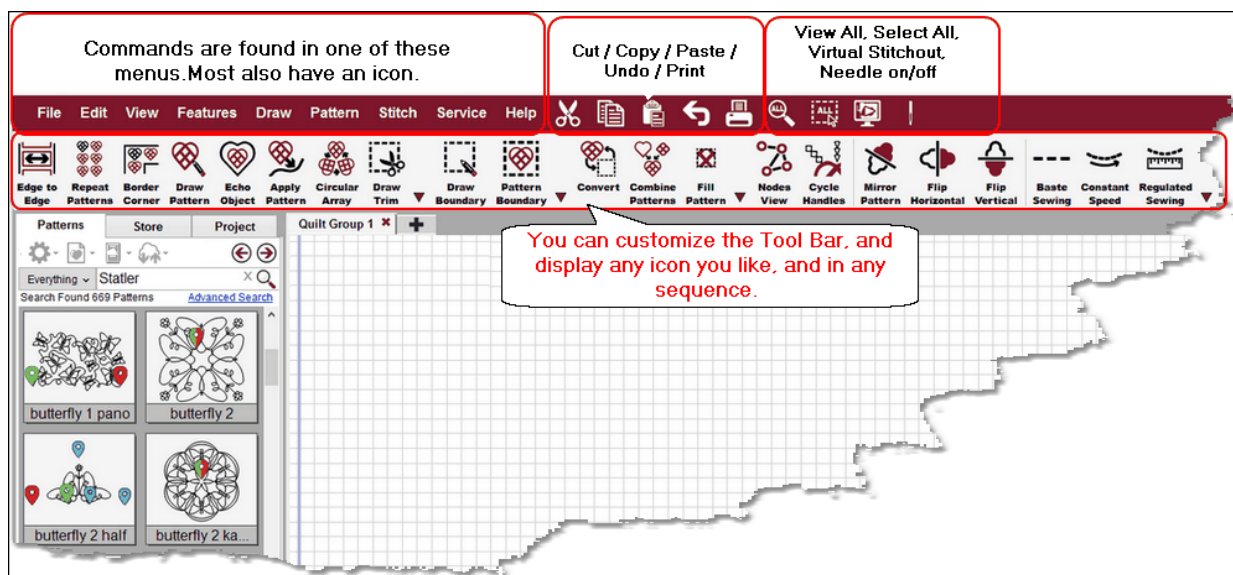 Commands are found in one of these
menus.Most also have an icon.
Cut / Copy / Paste /
Undo / Print
View All, Select All,
Virtual Stitchout,
Needle on/off
File Edit View Features Draw Pattern Stitch Service Help ALL ALL
Edge to Edge
Repeat Patterns
Border Corner
Draw Pattern
Echo Object
Apply Pattern
Circular Array
Draw Trim
Draw Boundary
Pattern Boundary
Convert
Combine Patterns
Fill Pattern
Nodes View
Cycle Handles
Mirror Pattern
Flip Horizontal
Flip Vertical
Baste Sewing
Constant Speed
Regulated Sewing
Patterns Store Project
Quilt Group 1
You can customize the Tool Bar, and
display any icon you like, and in any
sequence.
Everything Statler X
Search Found 669 Patterns Advanced Search
butterfly 1 pano butterfly 2
butterfly 2 half butterfly 2 ka...